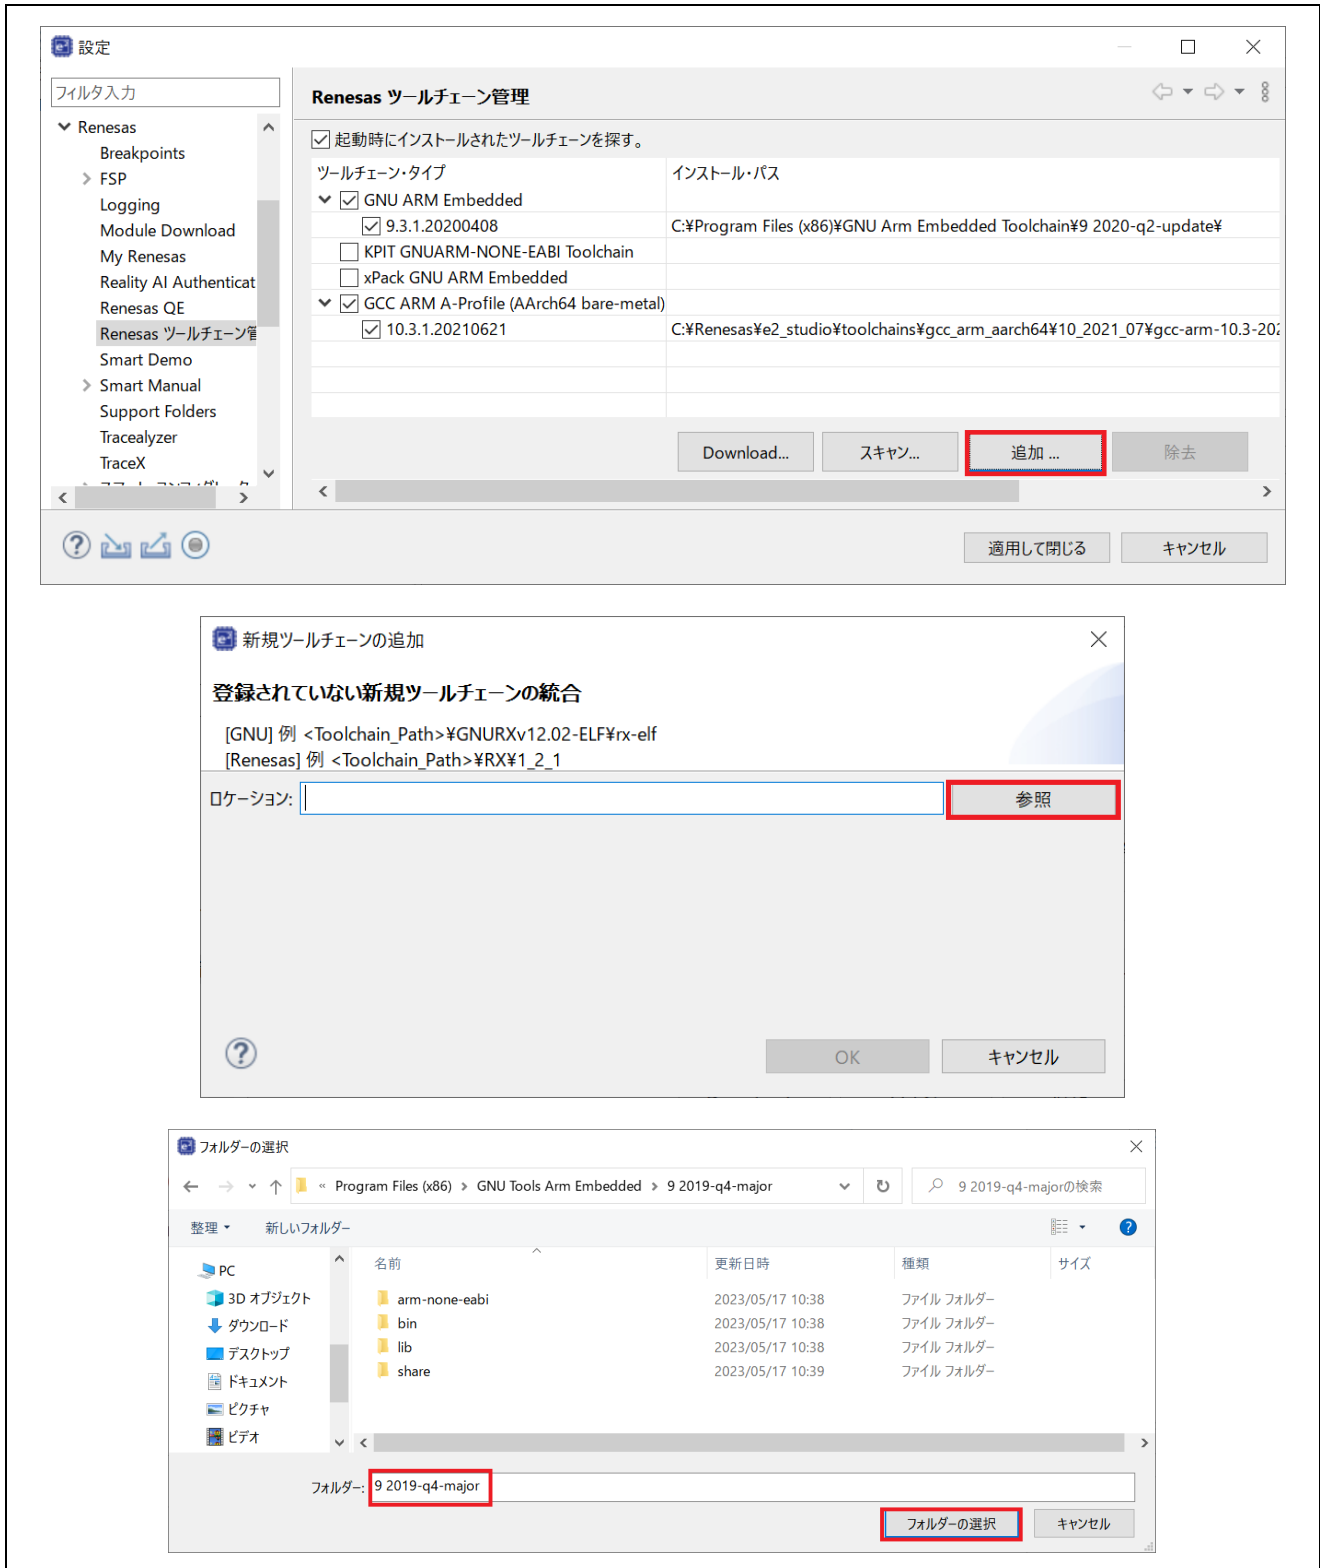 設定
フィルタ入力
Renesas
Breakpoints
FSP
Logging
Module Download
My Renesas
Reality AI Authenticat
Renesas QE
Renesas ツールチェーン管
Smart Demo
Smart Manual
Support Folders
Tracealyzer
TraceX
Renesas ツールチェーン管理
起動時にインストールされたツールチェーンを探す。
ツールチェーン・タイプ インストール・パス
GNU ARM Embedded
9.3.1.20200408 C:¥Program Files (x86)¥GNU Arm Embedded Toolchain¥9 2020-q2-update¥
KPIT GNUARM-NONE-EABI Toolchain
xPack GNU ARM Embedded
GCC ARM A-Profile (AArch64 bare-metal)
10.3.1.20210621 C:¥Renesas¥e2_studio¥toolchains¥gcc_arm_aarch64¥10_2021_07¥gcc-arm-10.3-202
Download... スキャン... 追加 ... 除去
適用して閉じる キャンセル
新規ツールチェーンの追加
登録されていない新規ツールチェーンの統合
[GNU] 例 <Toolchain_Path>¥GNURXv12.02-ELF¥rx-elf
[Renesas] 例 <Toolchain_Path>¥RX¥1_2_1
ロケーション: 参照
OK キャンセル
フォルダーの選択
« Program Files (x86) > GNU Tools Arm Embedded > 9 2019-q4-major 9 2019-q4-majorの検索
整理 新しいフォルダー
PC
3D オブジェクト
ダウンロード
デスクトップ
ドキュメント
ピクチャ
ビデオ
名前 更新日時 種類 サイズ
arm-none-eabi 2023/05/17 10:38 ファイル フォルダー
bin 2023/05/17 10:38 ファイル フォルダー
lib 2023/05/17 10:38 ファイル フォルダー
share 2023/05/17 10:39 ファイル フォルダー
フォルダー: 9 2019-q4-major
フォルダーの選択 キャンセル